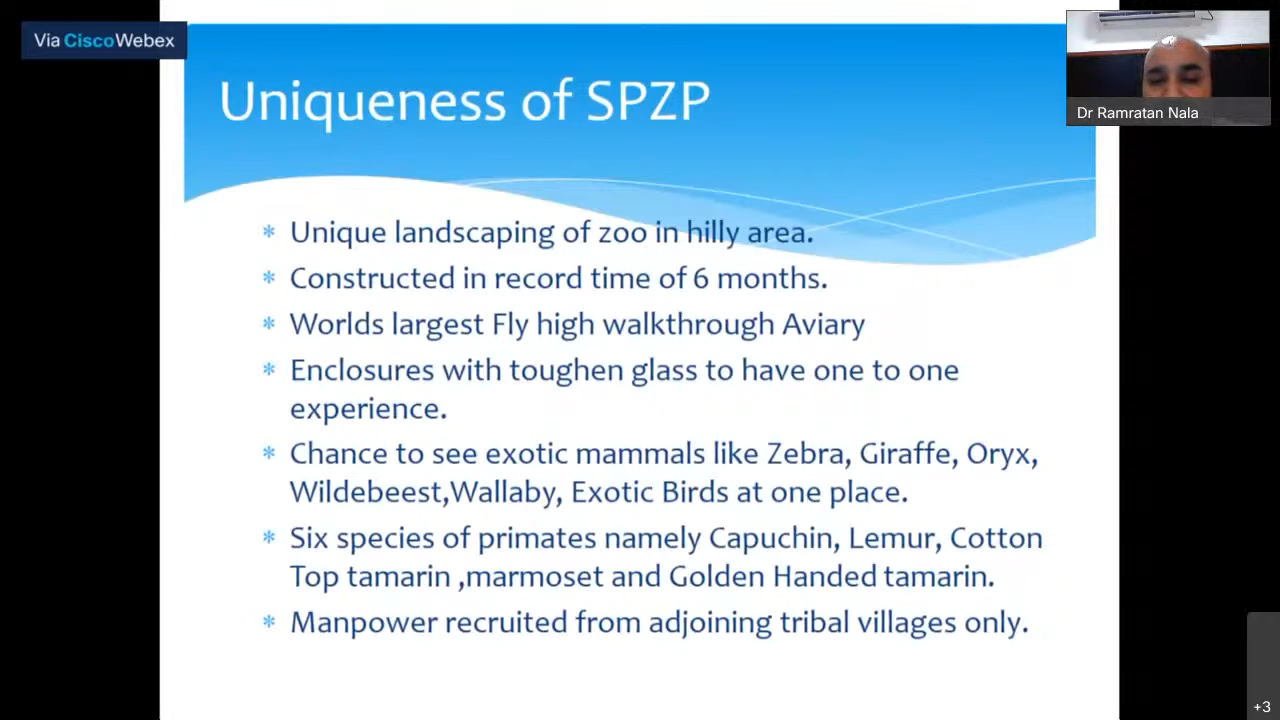 Via CiscoWebex
Dr Ramratan Nala
Uniqueness of SPZP
* Unique landscaping of zoo in hilly area.
* Constructed in record time of 6 months.
* Worlds largest Fly high walkthrough Aviary
* Enclosures with toughen glass to have one to one
experience.
* Chance to see exotic mammals like Zebra, Giraffe, Oryx,
Wildebeest,Wallaby, Exotic Birds at one place.
* Six species of primates namely Capuchin, Lemur, Cotton
Top tamarin ,marmoset and Golden Handed tamarin.
* Manpower recruited from adjoining tribal villages only.
+3